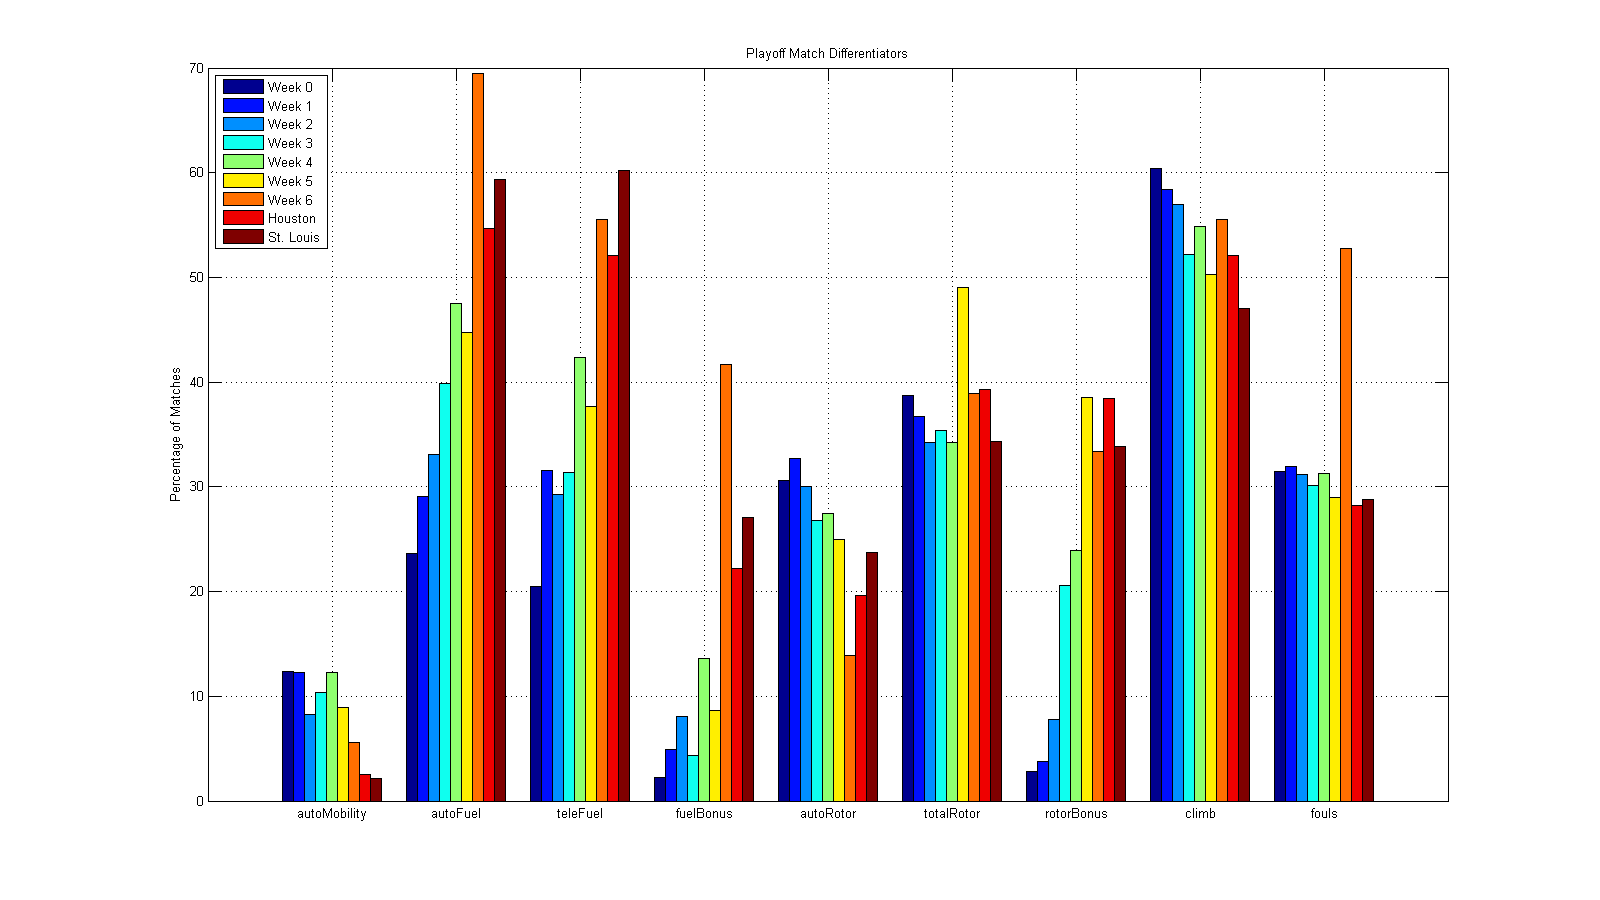 Playoff Match Differentiators
70
60
50
40
30
20
10
0
Percentage of Matches
Week 0
Week 1
Week 2
Week 3
Week 4
Week 5
Week 6
Houston
St. Louis
autoMobility autoFuel teleFuel fuelBonus autoRotor totalRotor rotorBonus climb fouls